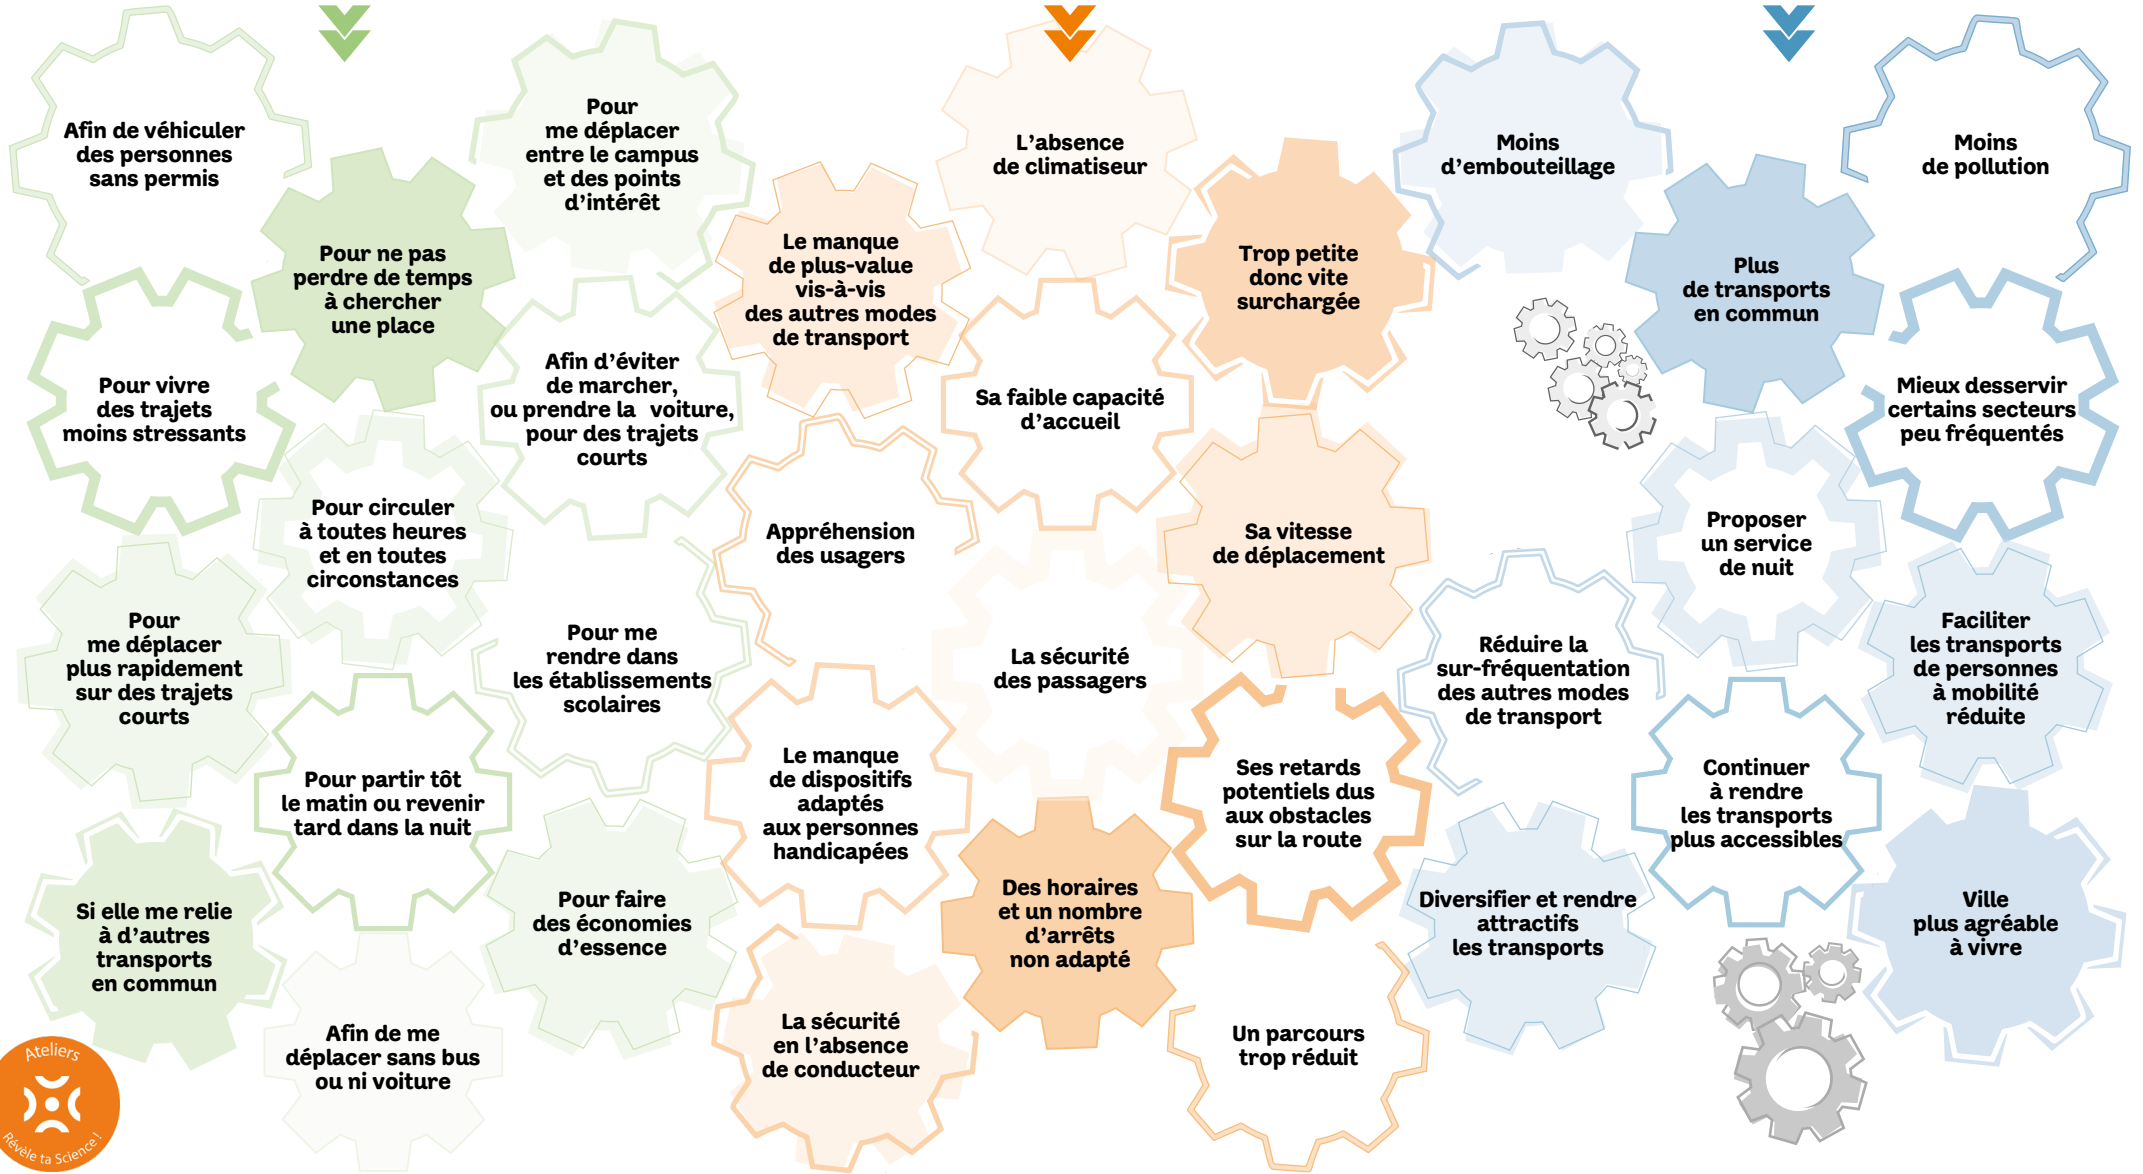 Afin de véhiculer
des personnes
sans permis
Pour
me déplacer
entre le campus
et des points
d'intérêt
Pour ne pas
perdre de temps
à chercher
une place
Pour vivre
des trajets
moins stressants
Afin d'éviter
de marcher,
ou prendre la voiture,
pour des trajets
courts
Pour circuler
à toutes heures
et en toutes
circonstances
Pour
me déplacer
plus rapidement
sur des trajets
courts
Pour me
rendre dans
les établissements
scolaires
Pour partir tôt
le matin ou revenir
tard dans la nuit
Si elle me relie
à d'autres
transports
en commun
Pour faire
des économies
d'essence
Afin de me
déplacer sans bus
ou ni voiture
L'absence
de climatiseur
Le manque
de plus-value
vis-à-vis
des autres modes
de transport
Trop petite
donc vite
surchargée
Sa faible capacité
d'accueil
Appréhension
des usagers
Sa vitesse
de déplacement
La sécurité
des passagers
Le manque
de dispositifs
adaptés
aux personnes
handicapées
Ses retards
potentiels dus
aux obstacles
sur la route
Des horaires
et un nombre
d'arrêts
non adapté
La sécurité
en l'absence
de conducteur
Un parcours
trop réduit
Moins
d'embouteillage
Moins
de pollution
Plus
de transports
en commun
Mieux desservir
certains secteurs
peu fréquentés
Proposer
un service
de nuit
Réduire la
sur-fréquentation
des autres modes
de transport
Faciliter
les transports
de personnes
à mobilité
réduite
Continuer
à rendre
les transports
plus accessibles
Diversifier et rendre
attractifs
les transports
Ville
plus agréable
à vivre
Ateliers
Révèle ta Science !